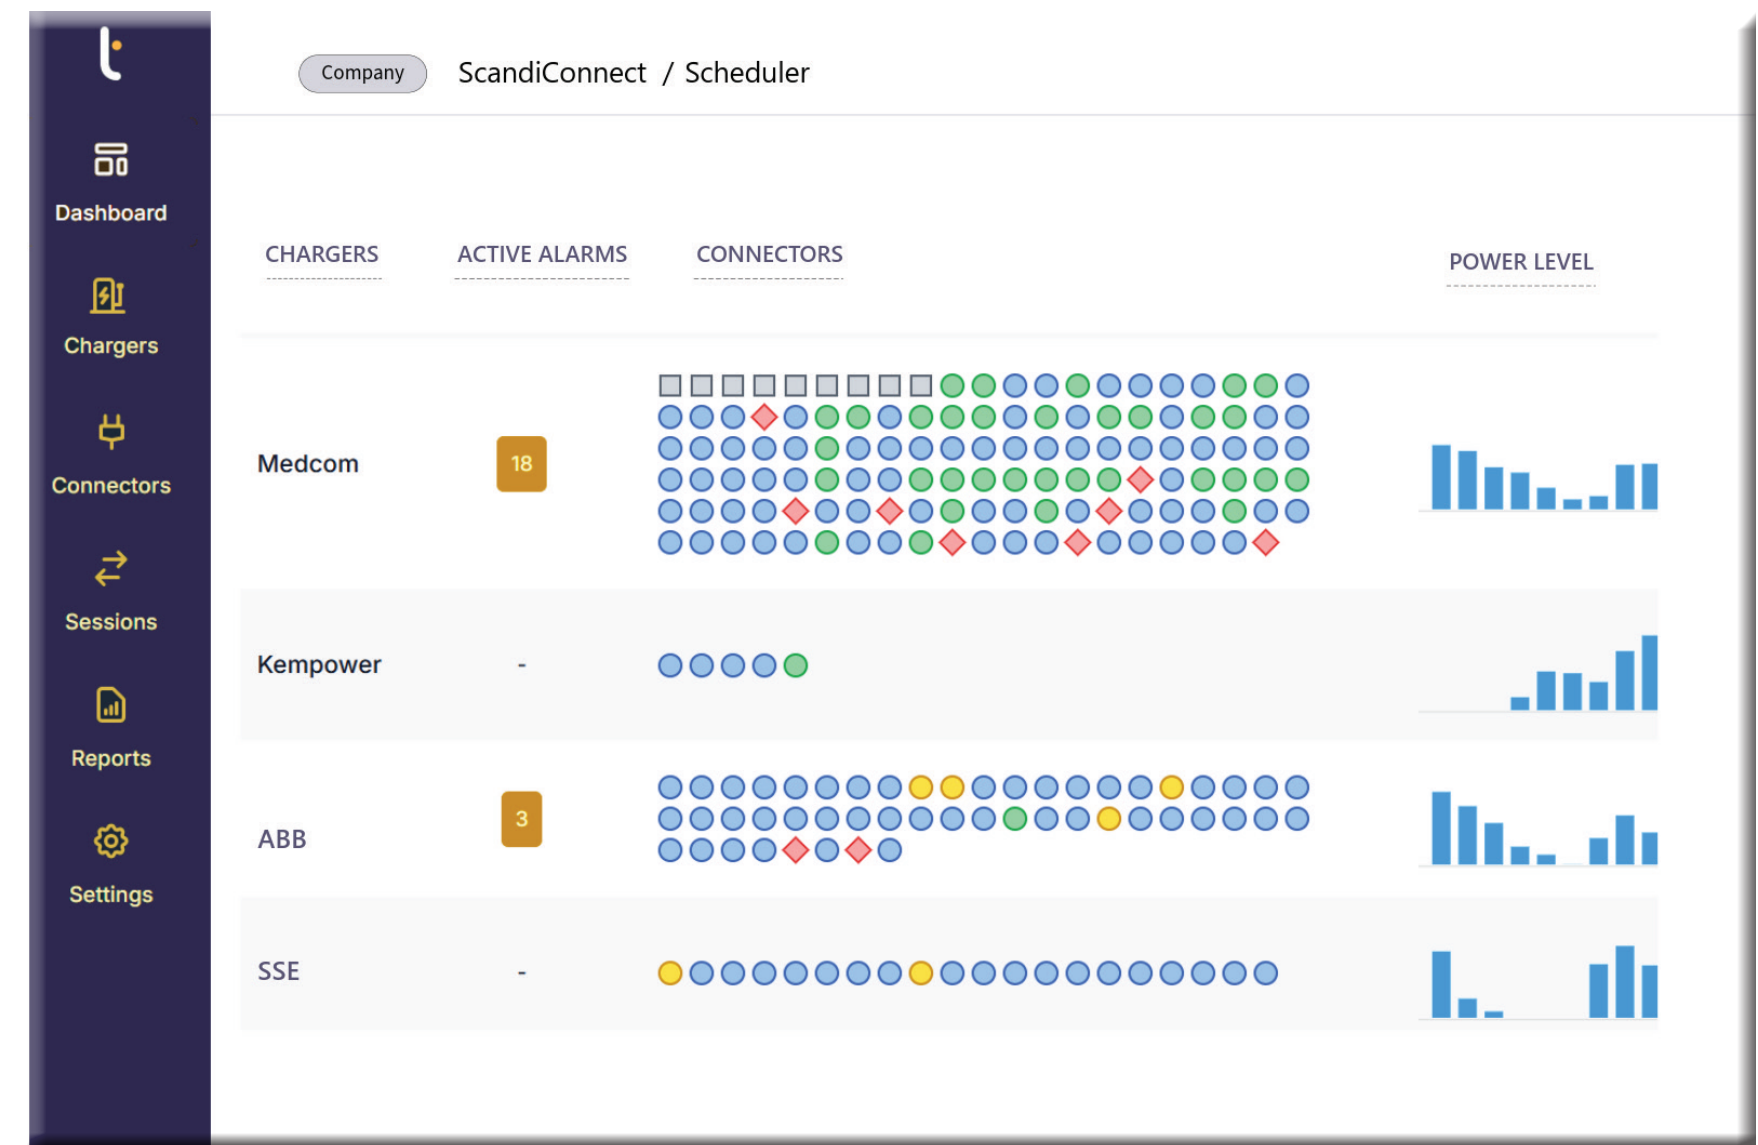 Company ScandiConnect / Scheduler
Dashboard
Chargers
Connectors
Sessions
Reports
Settings
CHARGERS ACTIVE ALARMS CONNECTORS POWER LEVEL
Medcom 18
Kempower -
ABB 3
SSE -